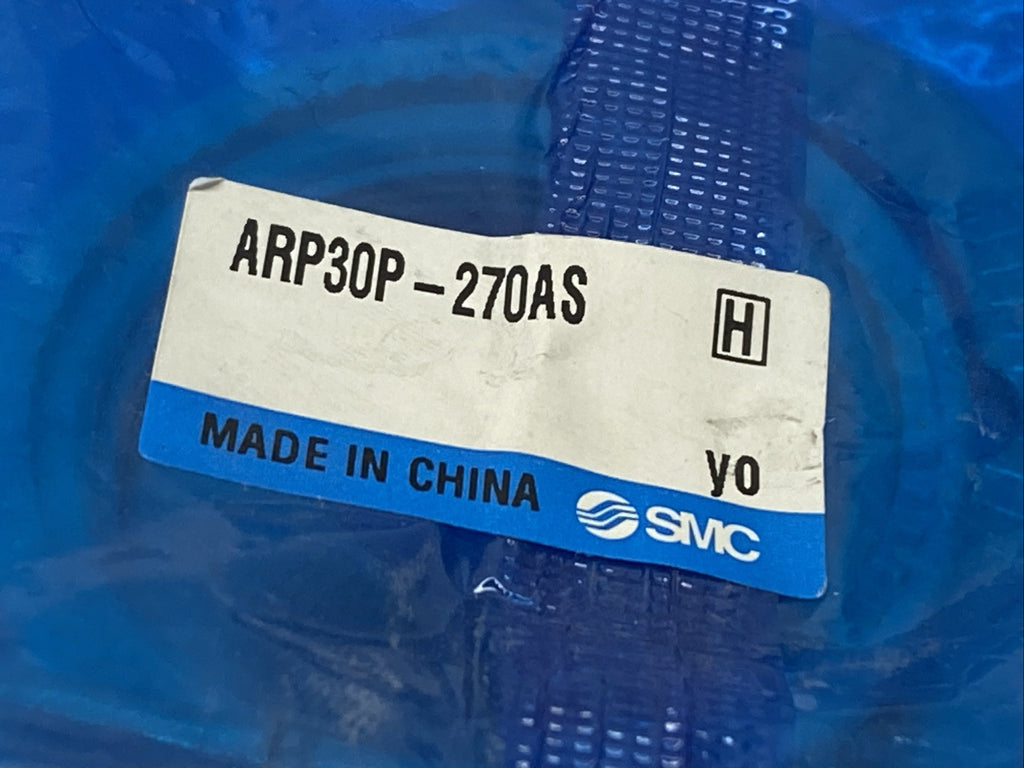 ARP30P-270AS
H
yo
MADE IN CHINA
SMC